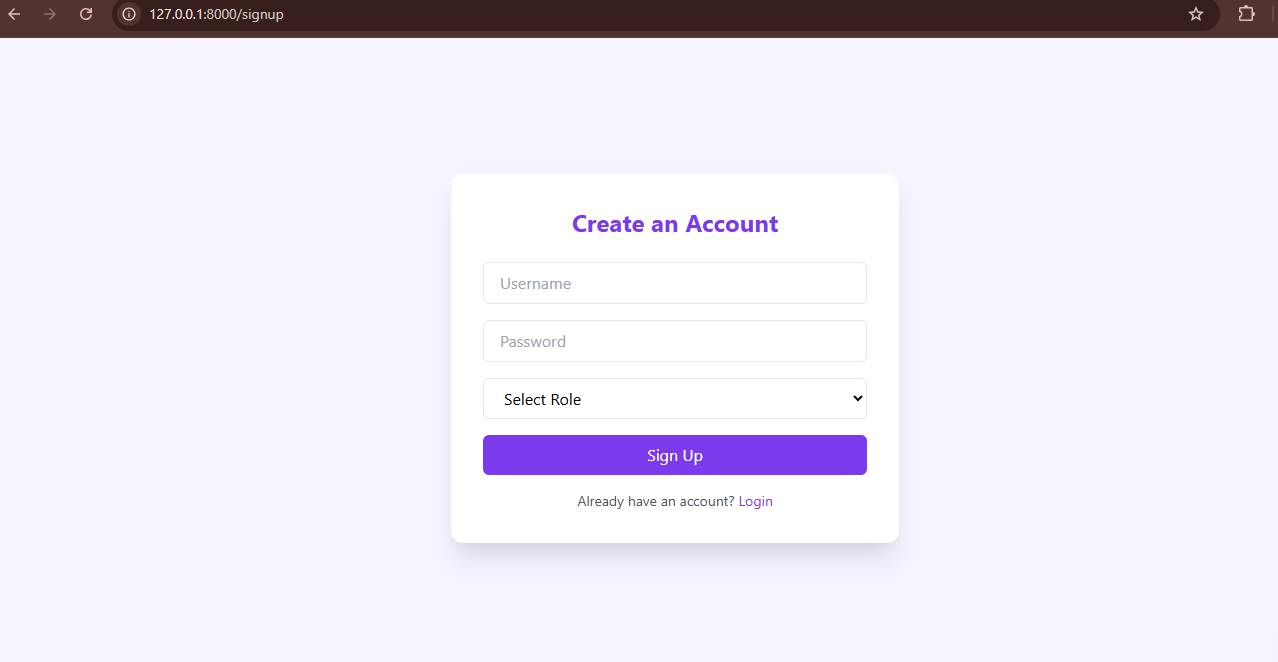 127.0.0.1:8000/signup
Create an Account
Username
Password
Select Role
Sign Up
Already have an account? Login